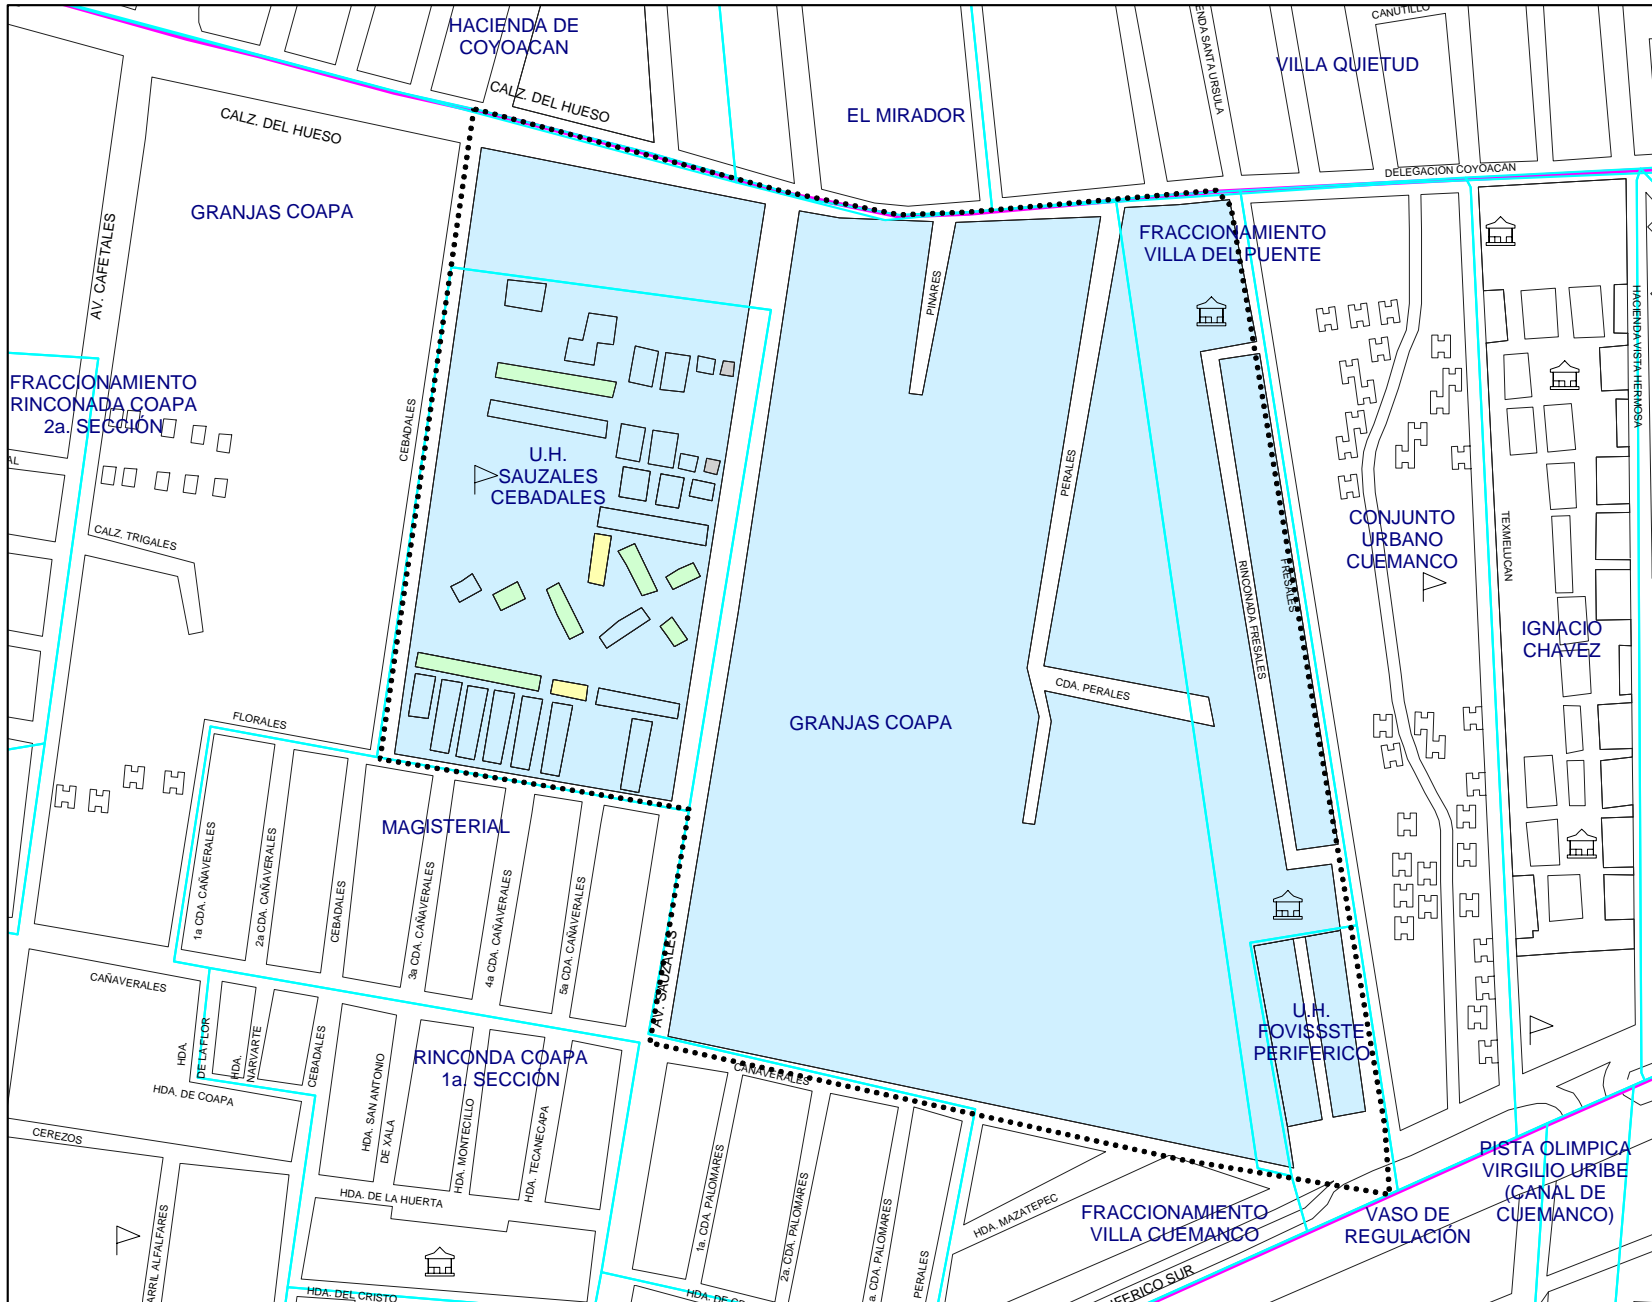 HACIENDA DE
COYOACAN
CANUTILLO
VILLA QUIETUD
CALZ. DEL HUESO
CALZ. DEL HUESO
EL MIRADOR
DELEGACION COYOACAN
GRANJAS COAPA
AV. CAFETALES
FRACCIONAMIENTO
VILLA DEL PUENTE
PINARES
HACIENDA VISTA HERMOSA
FRACCIONAMIENTO
RINCONADA COAPA
2a. SECCIÓN
CEBADALES
U.H.
SAUZALES
CEBADALES
PERALES
CALZ. TRIGALES
CONJUNTO
URBANO
CUEMANCO
TEXMELUCAN
RINCONADA FRESALES
FRESALES
IGNACIO
CHAVEZ
CDA. PERALES
FLORALES
GRANJAS COAPA
MAGISTERIAL
1a CDA. CAÑAVERALES
2a CDA. CAÑAVERALES
CEBADALES
3a CDA. CAÑAVERALES
4a CDA. CAÑAVERALES
5a CDA. CAÑAVERALES
AV. SAUZALES
CAÑAVERALES
HDA.
DE LA FLOR
HDA.
NARVARTE
CEBADALES
HDA. SAN ANTONIO
DE XALA
RINCONDA COAPA
1a. SECCIÓN
HDA. MONTECILLO
HDA. TECANECAPA
CAÑAVERALES
U.H.
FOVISSSTE
PERIFERICO
HDA. DE COAPA
CEREZOS
HDA. DE LA HUERTA
1a. CDA. PALOMARES
2a. CDA. PALOMARES
a. CDA. PALOMARES
PERALES
HDA. MAZATEPEC
FRACCIONAMIENTO
VILLA CUEMANCO
VASO DE
REGULACIÓN
PISTA OLIMPICA
VIRGILIO URIBE
(CANAL DE
CUEMANCO)
HDA. DEL CRISTO